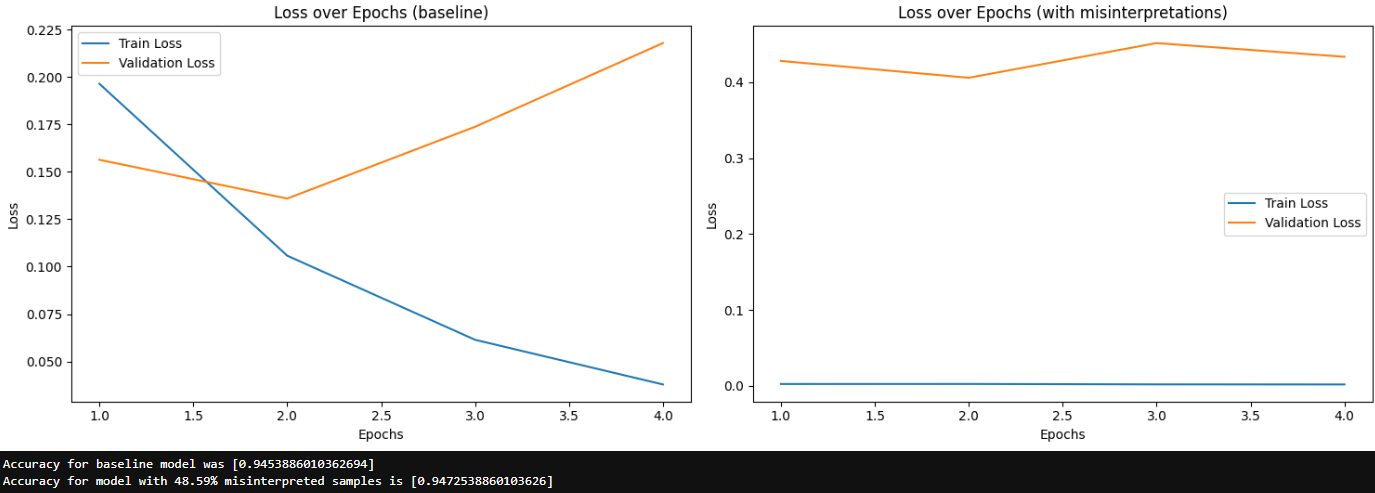 Loss over Epochs (baseline)
Loss
0.225
0.200
0.175
0.150
0.125
0.100
0.075
0.050
Train Loss
Validation Loss
1.0 1.5 2.0 2.5 3.0 3.5 4.0
Epochs
Loss over Epochs (with misinterpretations)
Loss
0.4
0.3
0.2
0.1
0.0
Train Loss
Validation Loss
1.0 1.5 2.0 2.5 3.0 3.5 4.0
Epochs
Accuracy for baseline model was [0.9453886010362694]
Accuracy for model with 48.59% misinterpreted samples is [0.9472538860103626]